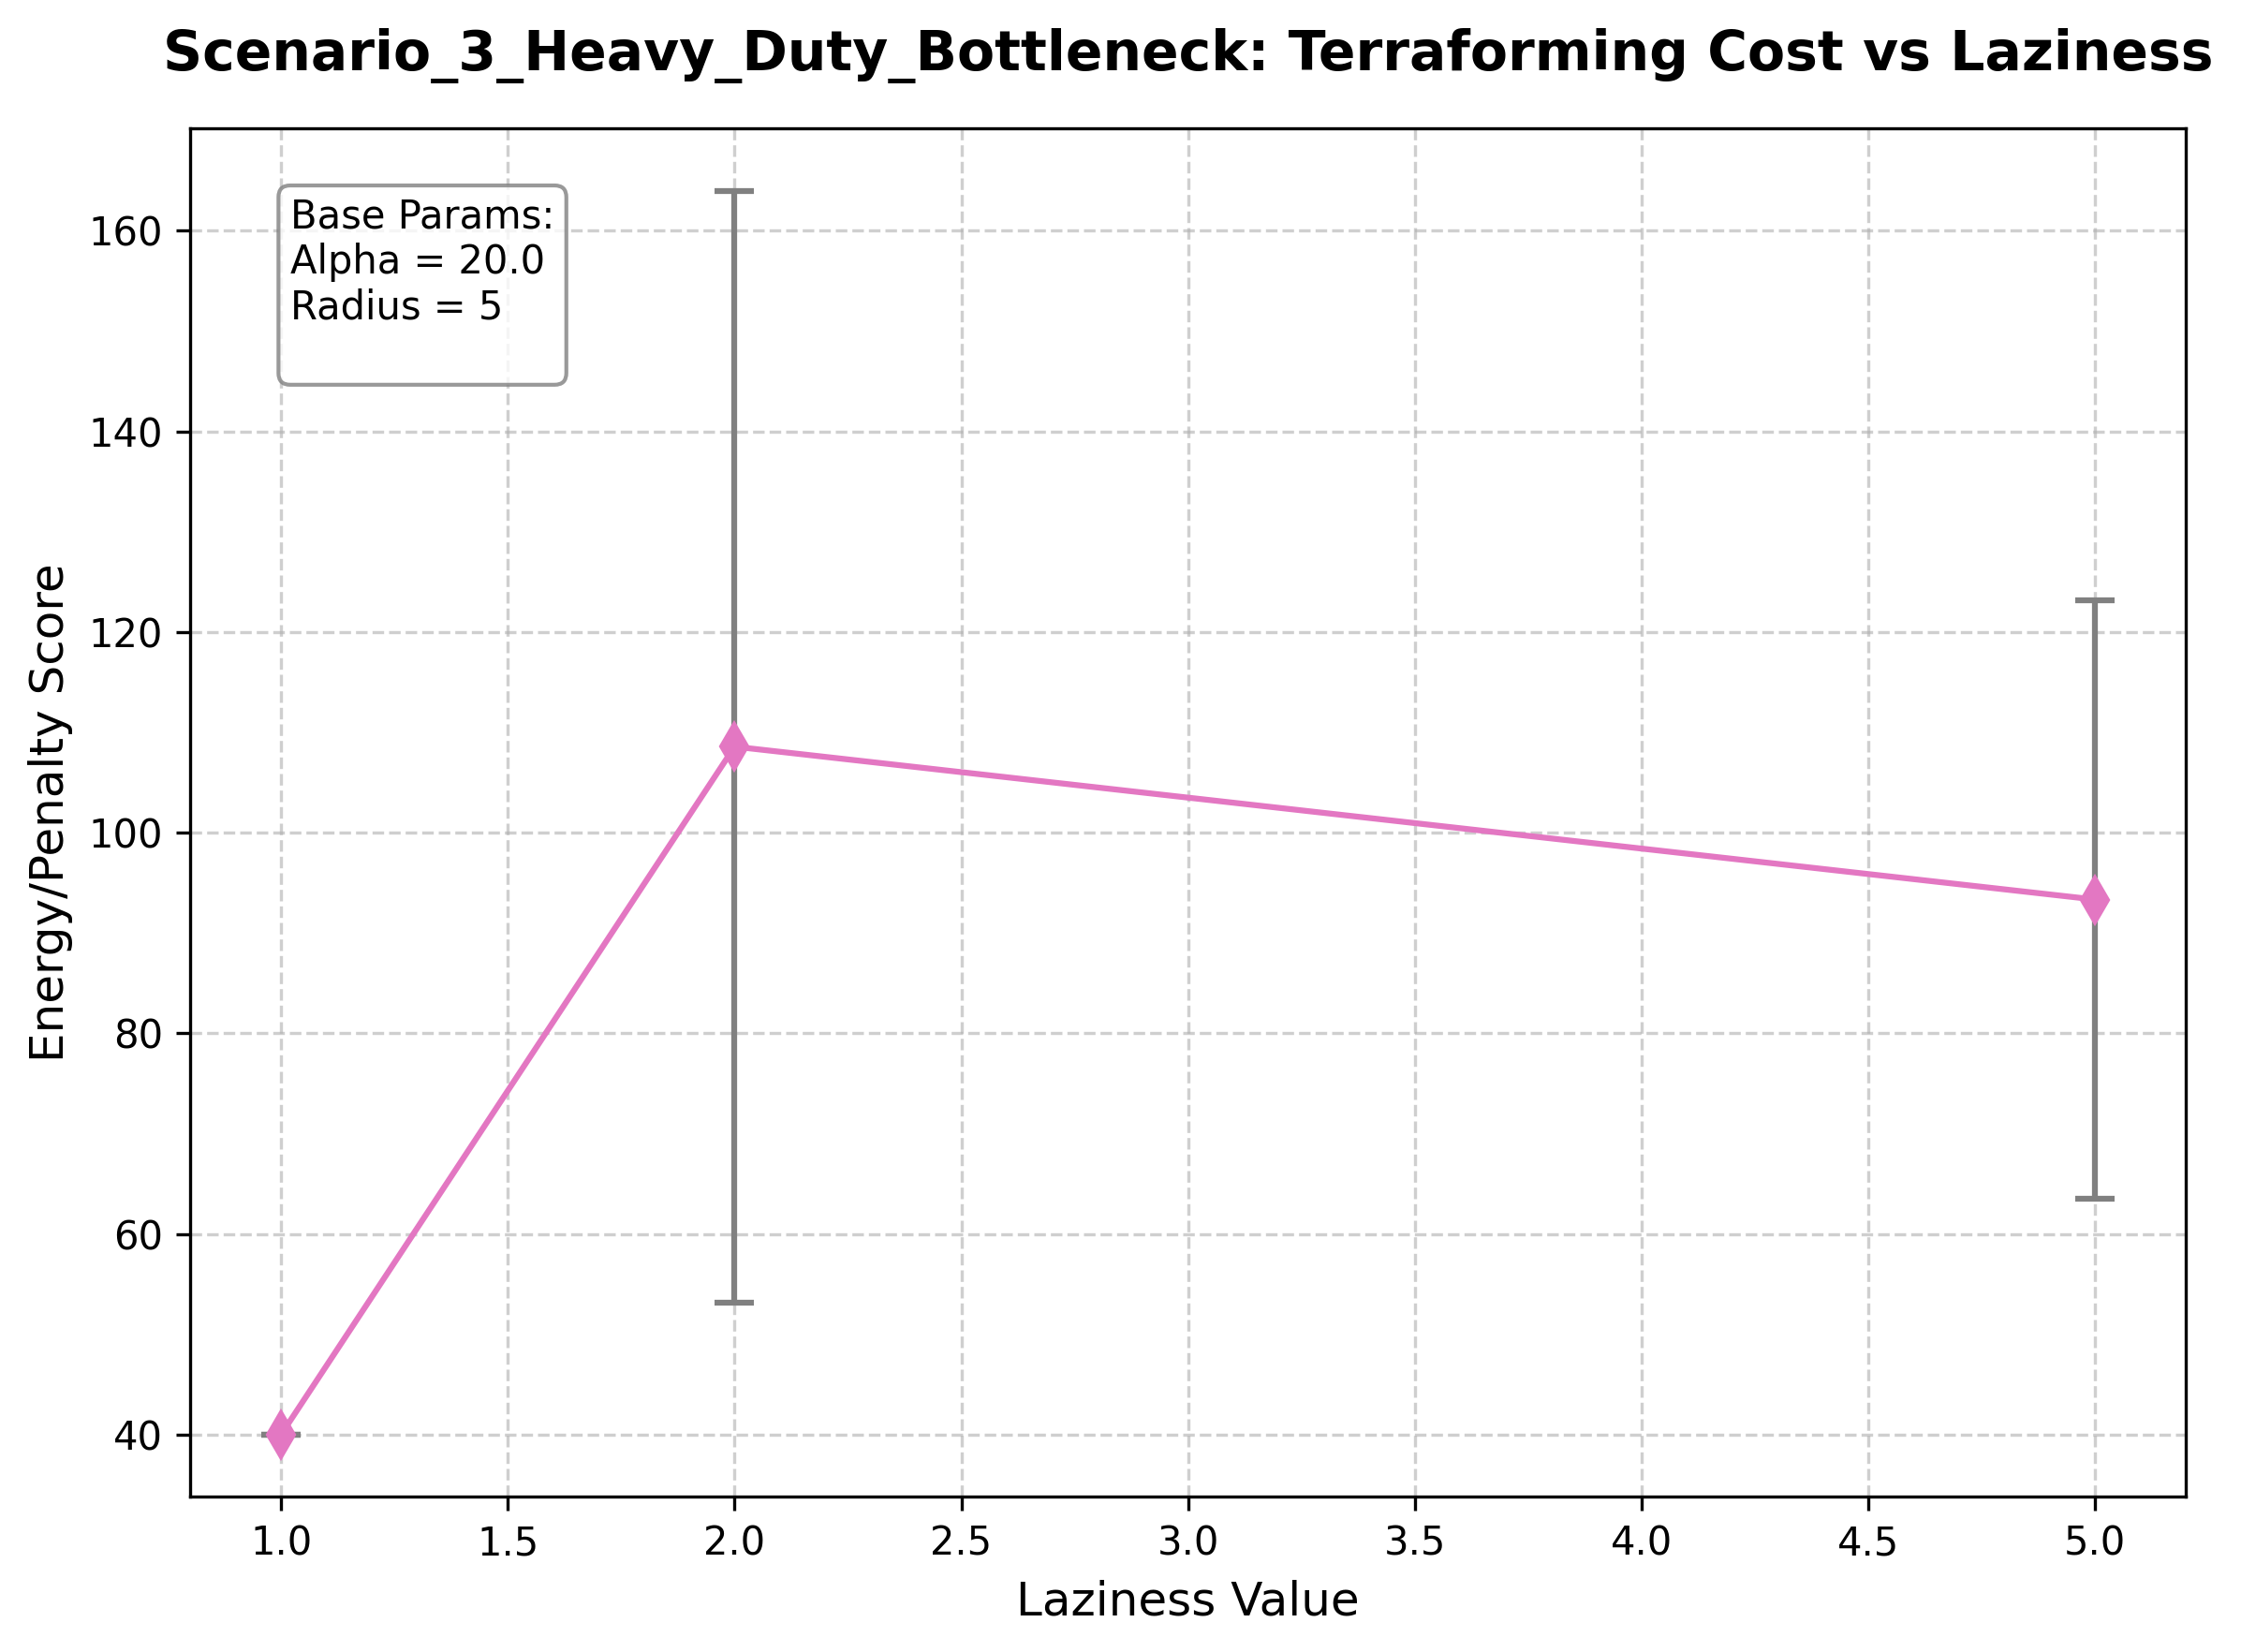 Scenario_3_Heavy_Duty_Bottleneck: Terraforming Cost vs Laziness
Base Params:
Alpha = 20.0
Radius = 5
Energy/Penalty Score
160
140
120
100
80
60
40
1.0 1.5 2.0 2.5 3.0 3.5 4.0 4.5 5.0
Laziness Value